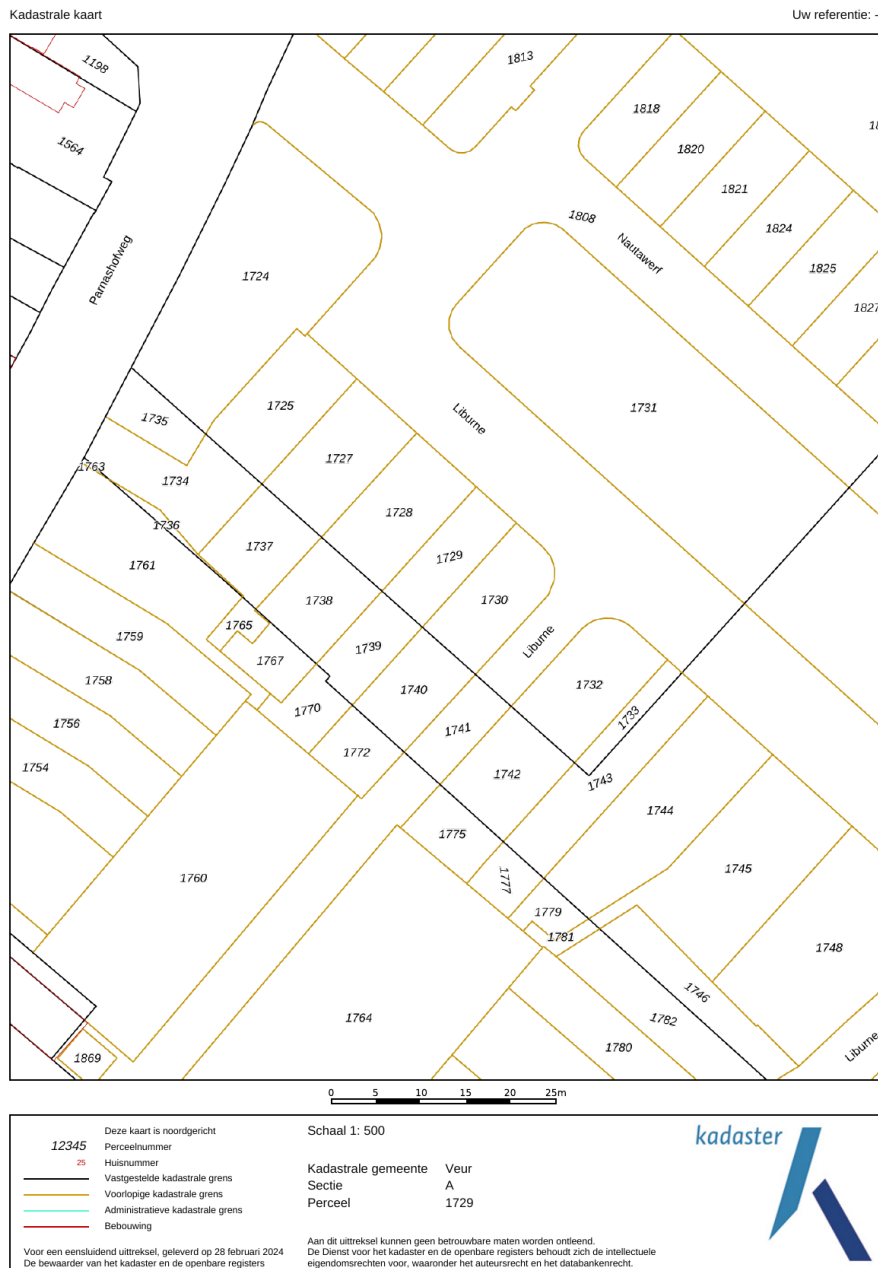 Kadastrale kaart
Uw referentie: -
1198
1813
1818
1564
1820
1821
1808
1824
Nautawerf
1825
Parnashofweg
1724
1827
1725
1731
1735
Liburne
1727
1763
1734
1728
1736
1737
1729
1761
1738
1730
1765
1759
1739
Liburne
1767
1758
1740
1732
1770
1733
1756
1741
1772
1754
1742
1743
1744
1775
1745
1760
1777
1779
1781
1748
1746
1764
1782
1780
Liburne
1869
0 5 10 15 20 25m
Deze kaart is noordgericht
12345 Perceelnummer
25 Huisnummer
Vastgestelde kadastrale grens
Voorlopige kadastrale grens
Administratieve kadastrale grens
Bebouwing
Voor een eensluidend uittreksel, geleverd op 28 februari 2024
De bewaarder van het kadaster en de openbare registers
Schaal 1: 500
Kadastrale gemeente Veur
Sectie A
Perceel 1729
Aan dit uittreksel kunnen geen betrouwbare maten worden ontleend.
De Dienst voor het kadaster en de openbare registers behoudt zich de intellectuele
eigendomsrechten voor, waaronder het auteursrecht en het databankenrecht.
kadaster